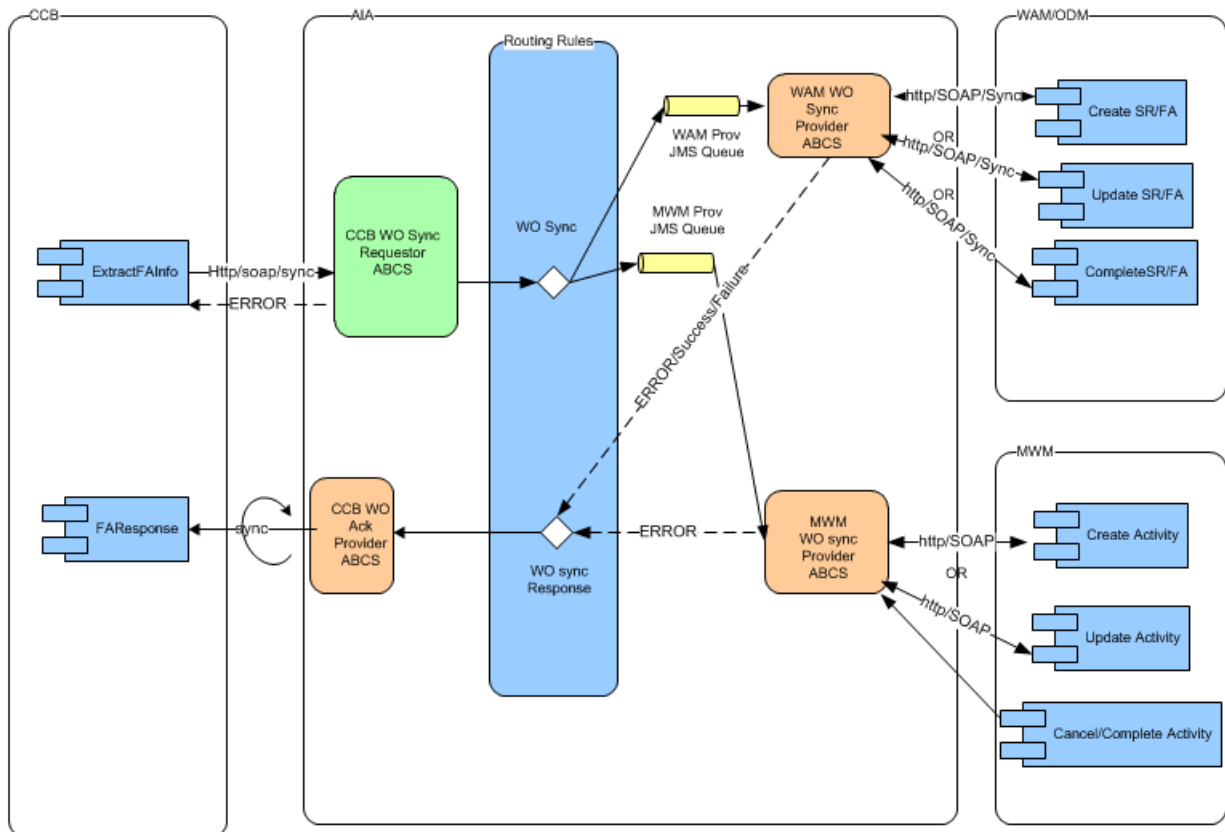 CCB
AIA
WAM/ODM
Routing Rules
WAM Prov
JMS Queue
WAM WO
Sync
Provider
ABCS
http/SOAP/Sync
Create SR/FA
OR
http/SOAP/Sync
Update SR/FA
OR
http/SOAP/Sync
CompleteSR/FA
MWM Prov
JMS Queue
WO Sync
CCB WO Sync
Requestor
ABCS
ExtractFAInfo
Http/soap/sync
ERROR
ERROR/Success/Failure
MWM
FAResponse
sync
CCB WO
Ack
Provider
ABCS
WO sync
Response
ERROR
MWM
WO sync
Provider
ABCS
http/SOAP
Create Activity
OR
http/SOAP
Update Activity
Cancel/Complete Activity